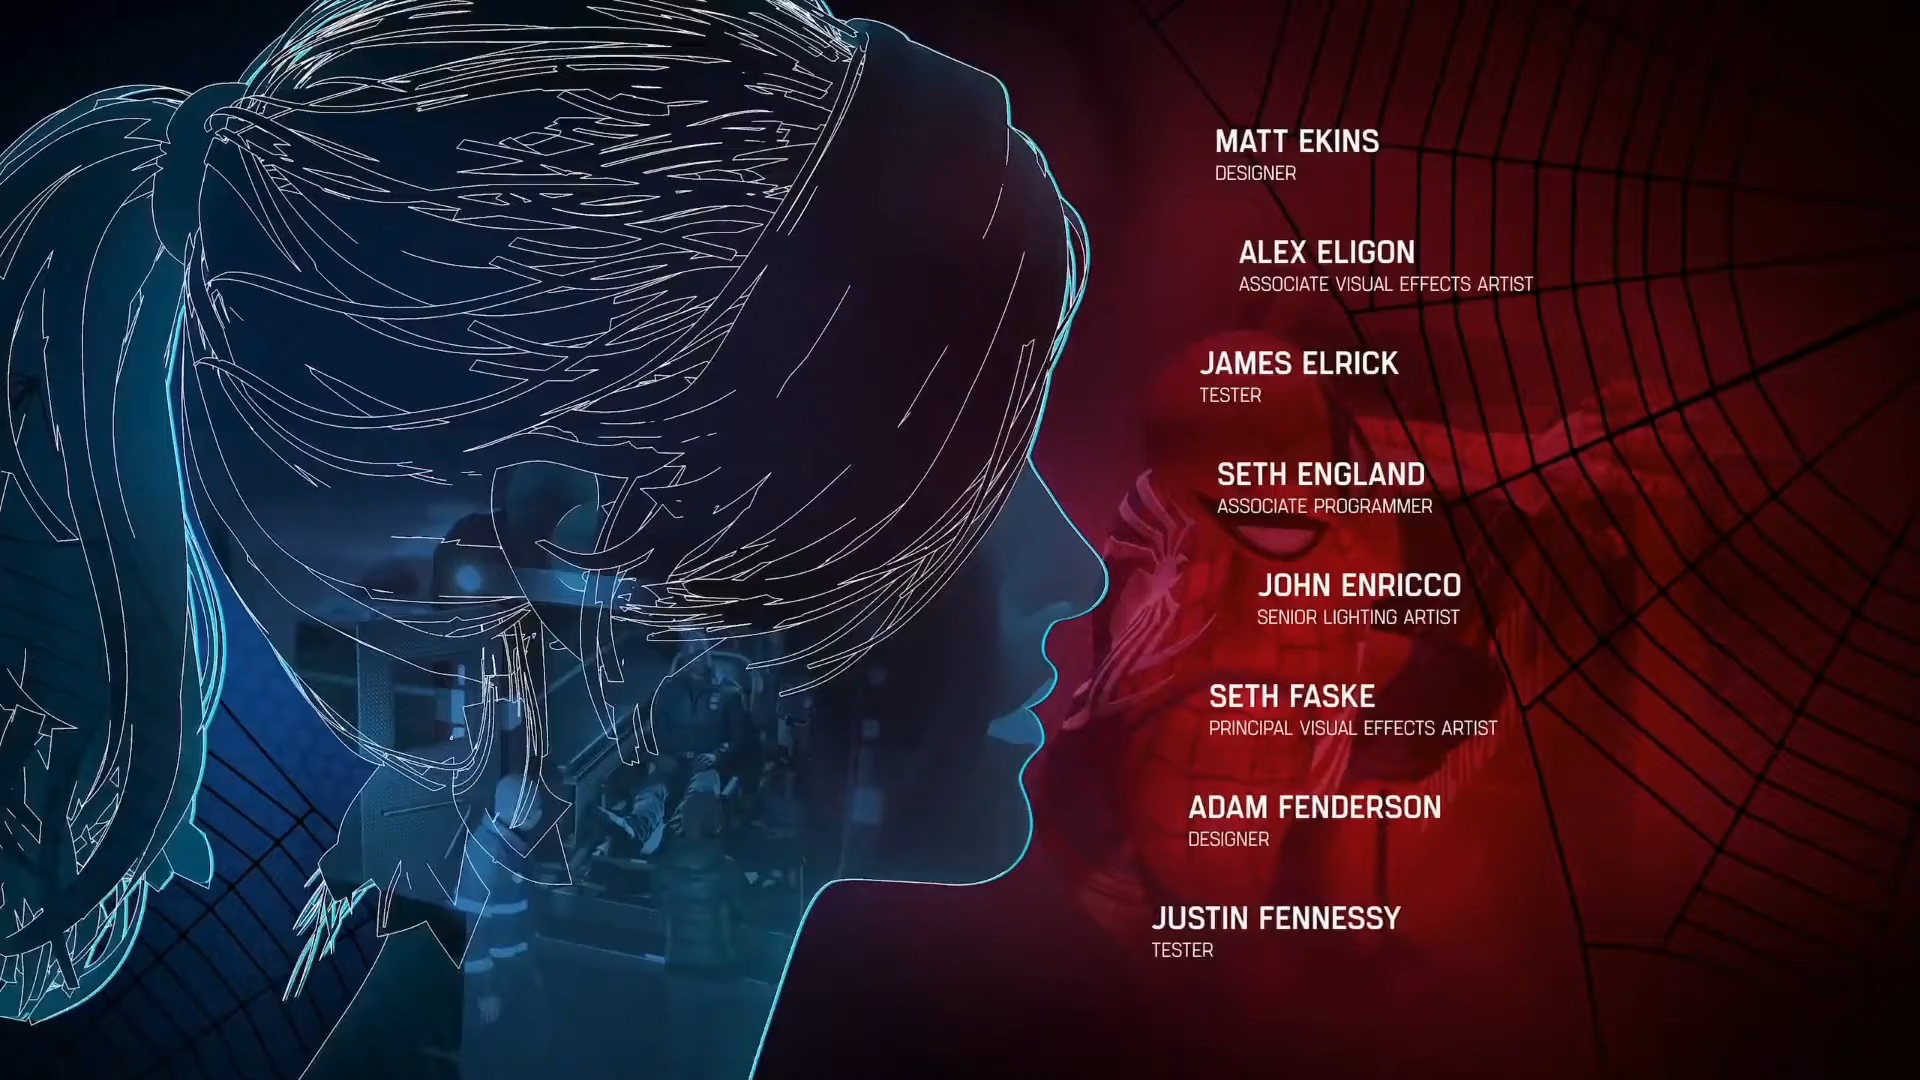 MATT EKINS
DESIGNER
ALEX ELIGON
ASSOCIATE VISUAL EFFECTS ARTIST
JAMES ELRICK
TESTER
SETH ENGLAND
ASSOCIATE PROGRAMMER
JOHN ENRICCO
SENIOR LIGHTING ARTIST
SETH FASKE
PRINCIPAL VISUAL EFFECTS ARTIST
ADAM FENDERSON
DESIGNER
JUSTIN FENNESSY
TESTER